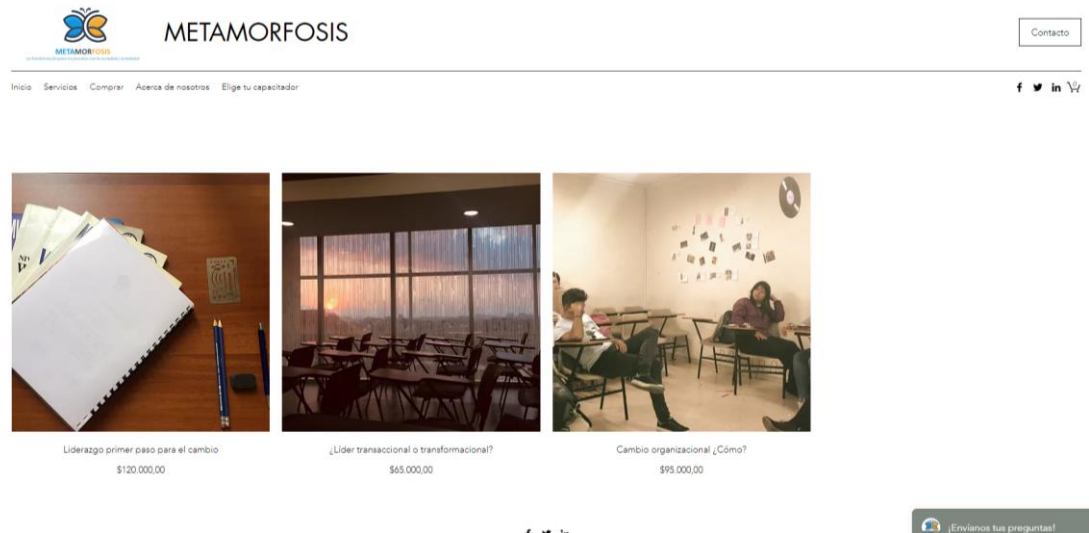 METAMORFOSIS
METAMORFOSIS
Contacto
Inicio Servicios Comprar Acerca de nosotros Elige tu capacitador
Liderazgo primer paso para el cambio
$120.000,00
¿Líder transaccional o transformacional?
$65.000,00
Cambio organizacional ¿Cómo?
$95.000,00
¡Envíanos tus preguntas!